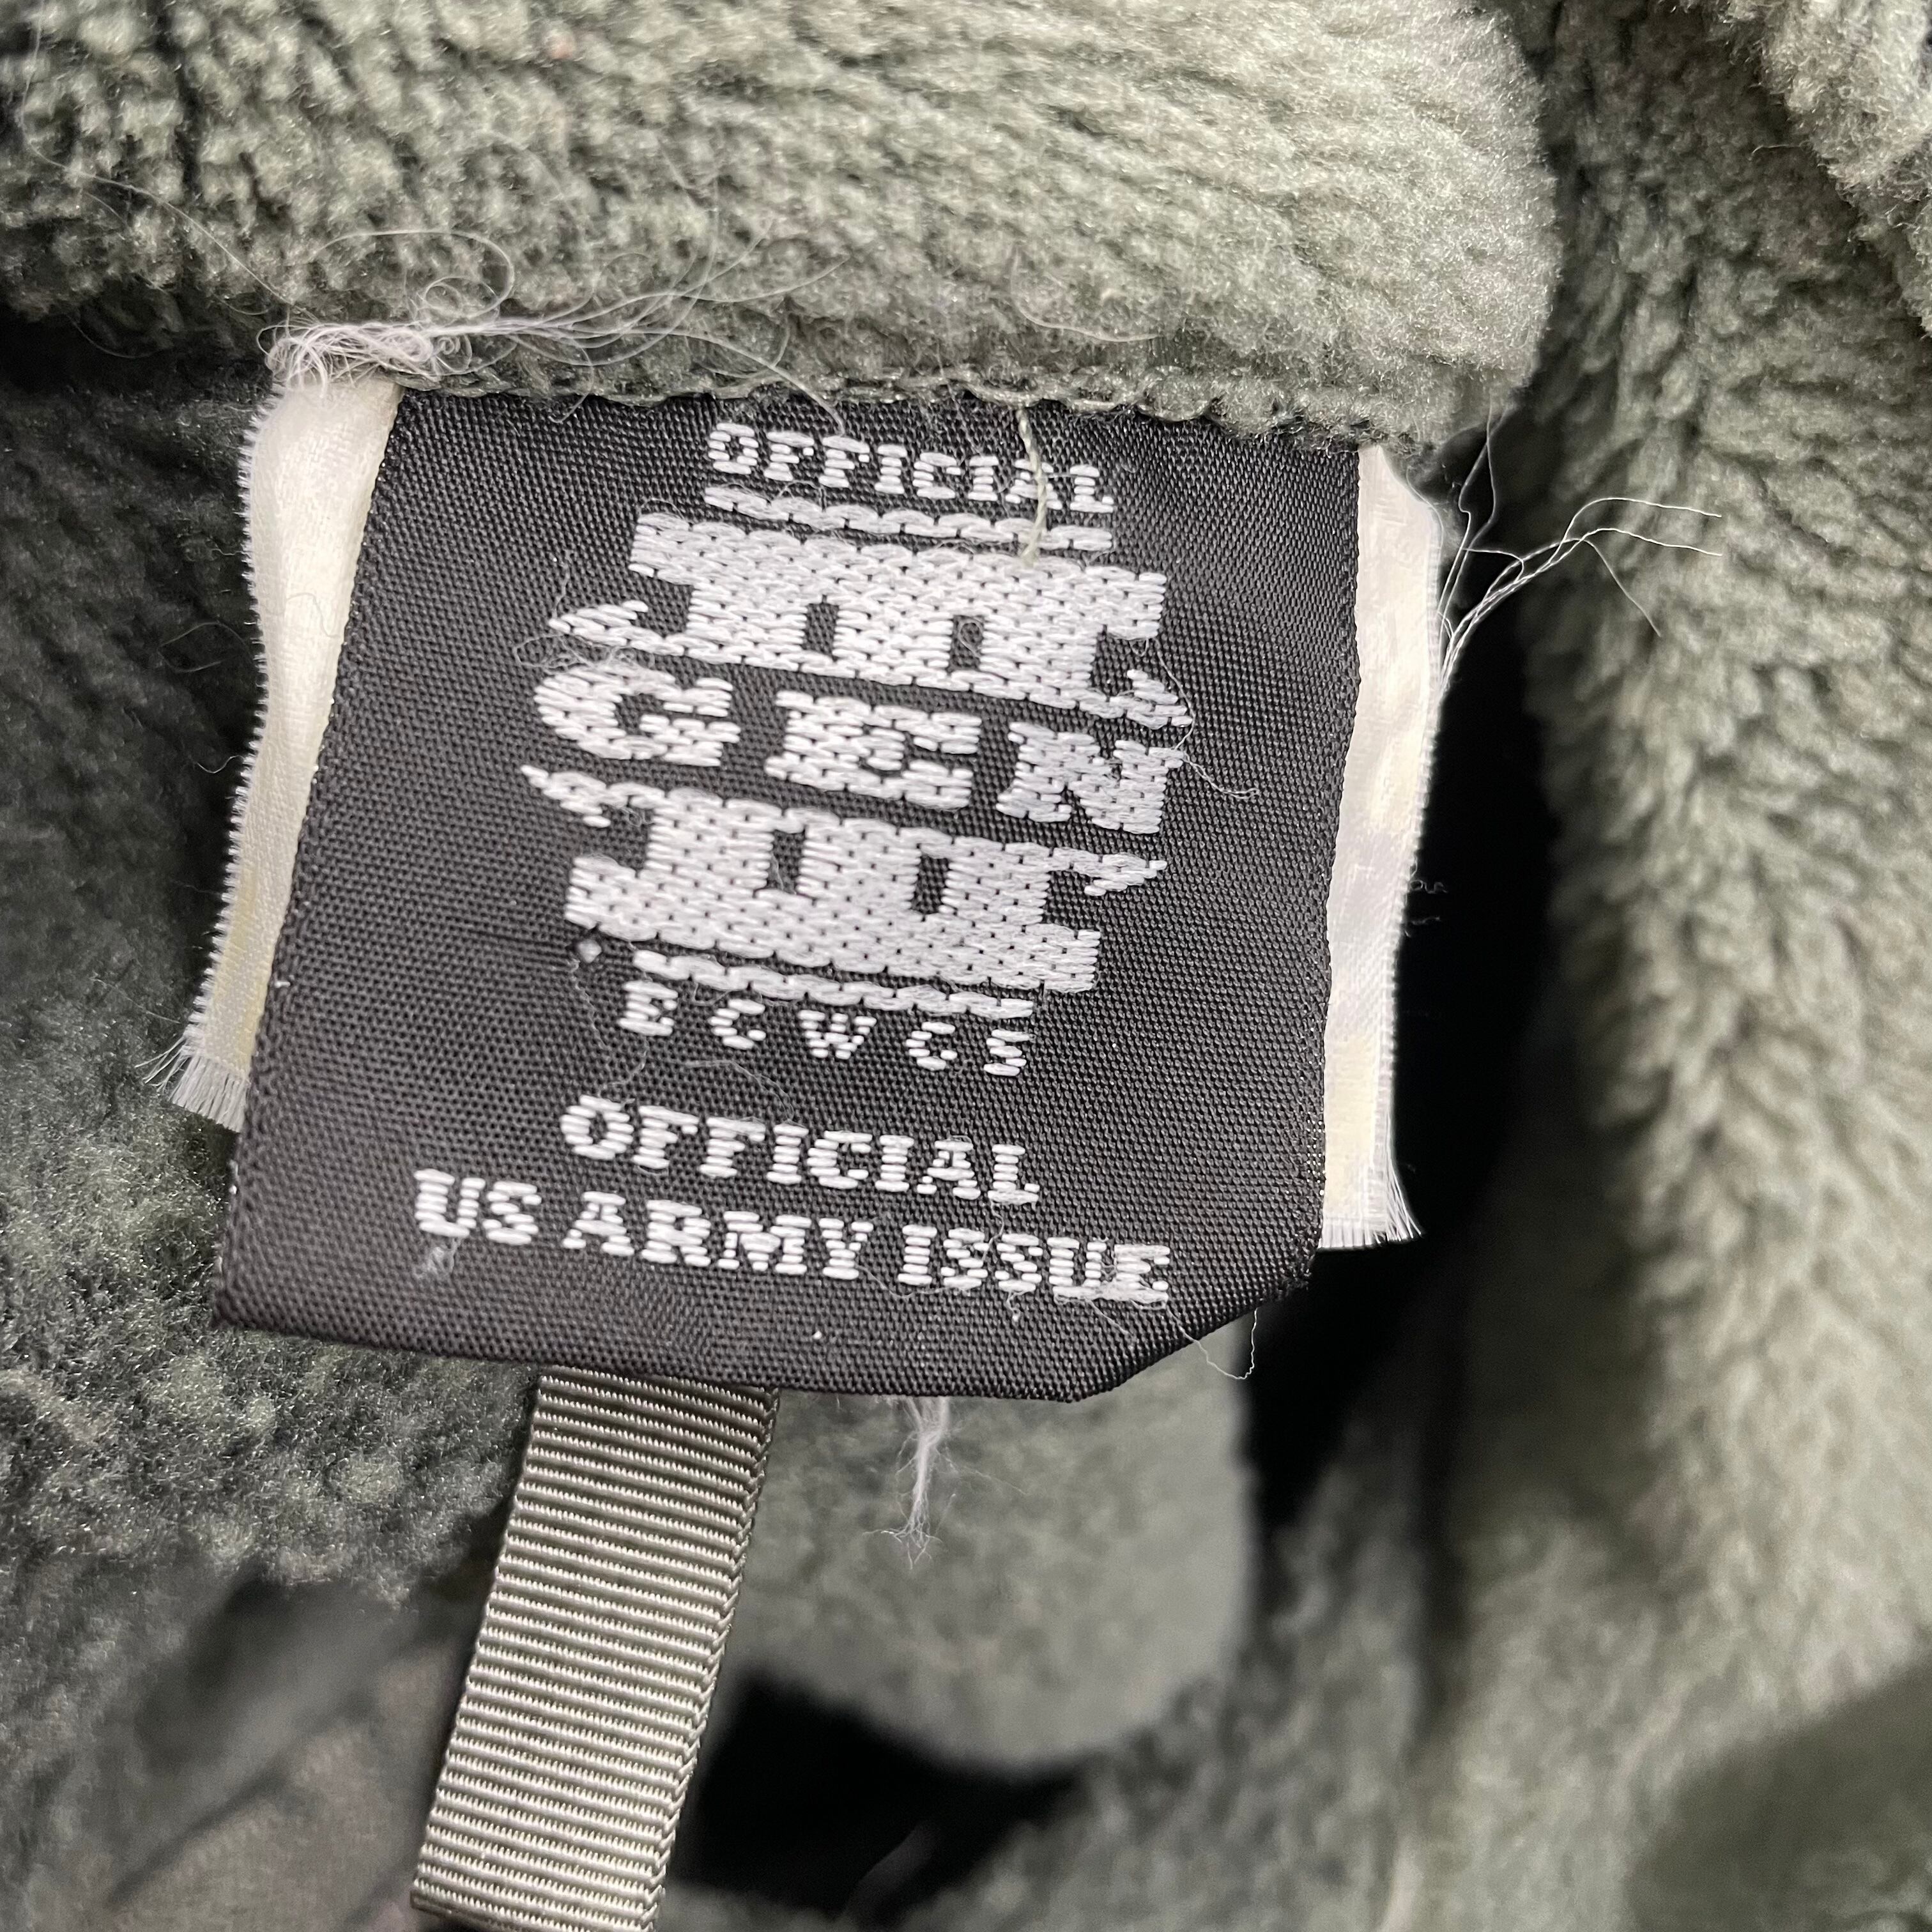 OFFICIAL
III
GEN
III
ECWCS
OFFICIAL
US ARMY ISSUE